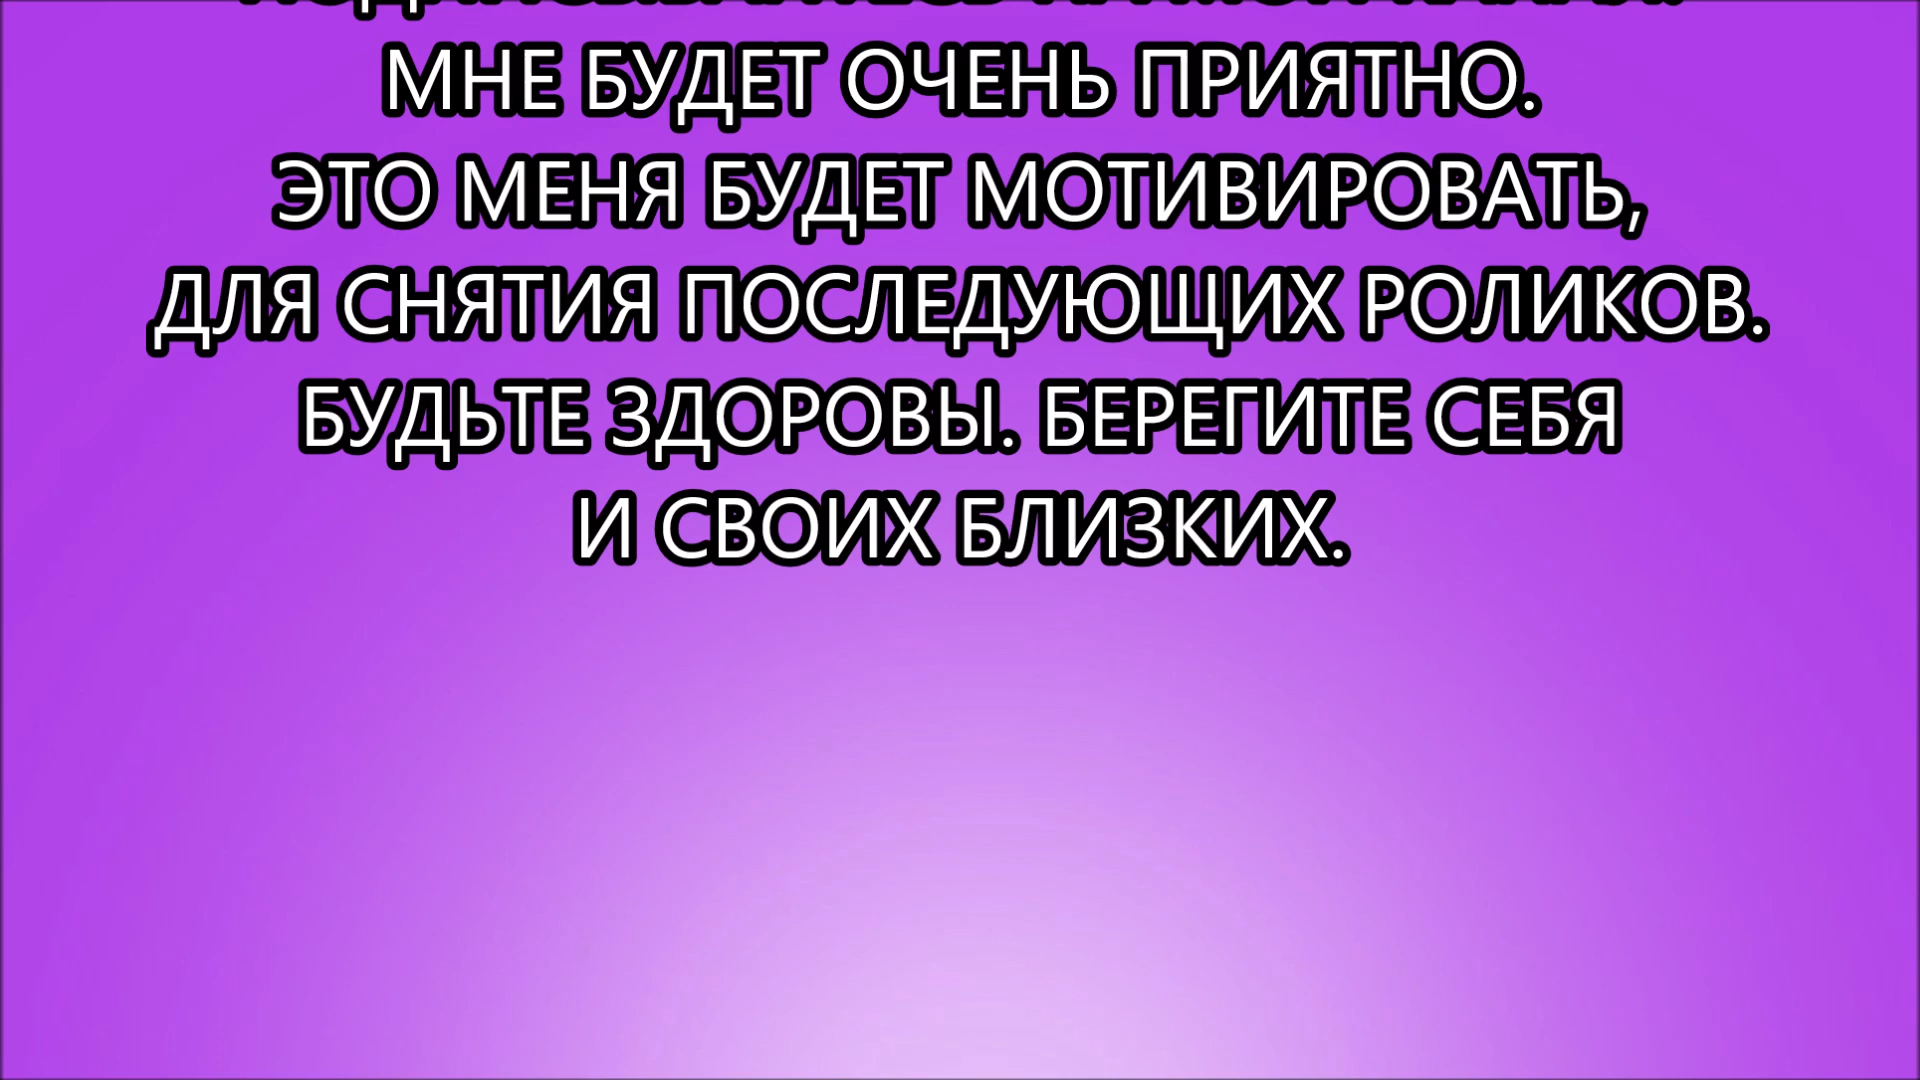 МНЕ БУДЕТ ОЧЕНЬ ПРИЯТНО.
ЭТО МЕНЯ БУДЕТ МОТИВИРОВАТЬ,
ДЛЯ СНЯТИЯ ПОСЛЕДУЮЩИХ РОЛИКОВ.
БУДЬТЕ ЗДОРОВЫ. БЕРЕГИТЕ СЕБЯ
И СВОИХ БЛИЗКИХ.